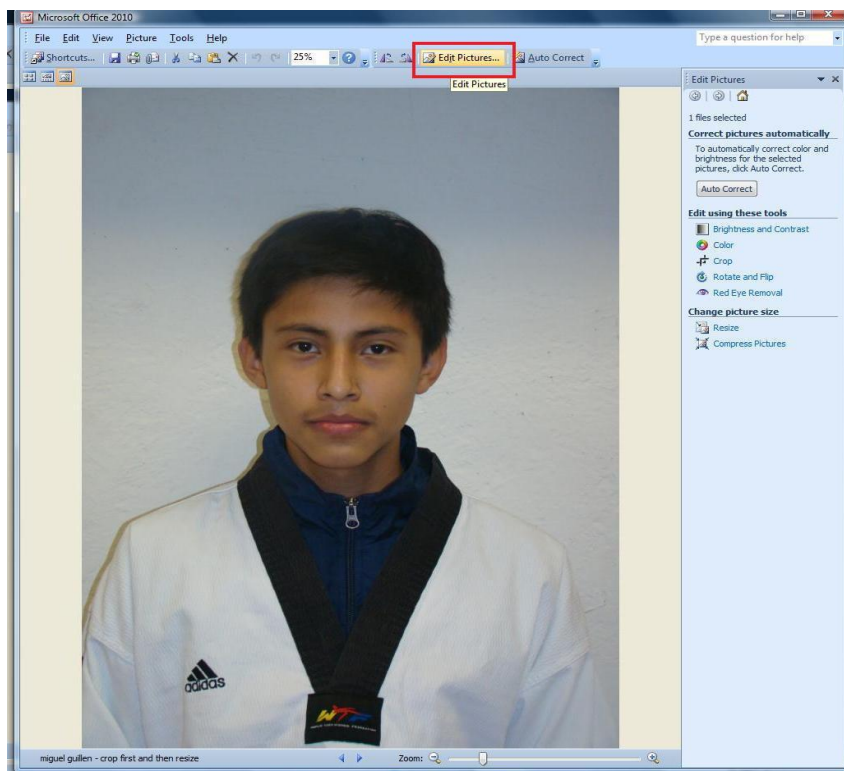 Microsoft Office 2010
File Edit View Picture Tools Help
Type a question for help
Shortcuts... 25% Edit Pictures... Auto Correct
Edit Pictures
Edit Pictures
1 files selected
Correct pictures automatically
To automatically correct color and
brightness for the selected
pictures, click Auto Correct.
Auto Correct
Edit using these tools
Brightness and Contrast
Color
Crop
Rotate and Flip
Red Eye Removal
Change picture size
Resize
Compress Pictures
adidas
WTF
miguel guillen - crop first and then resize
Zoom: